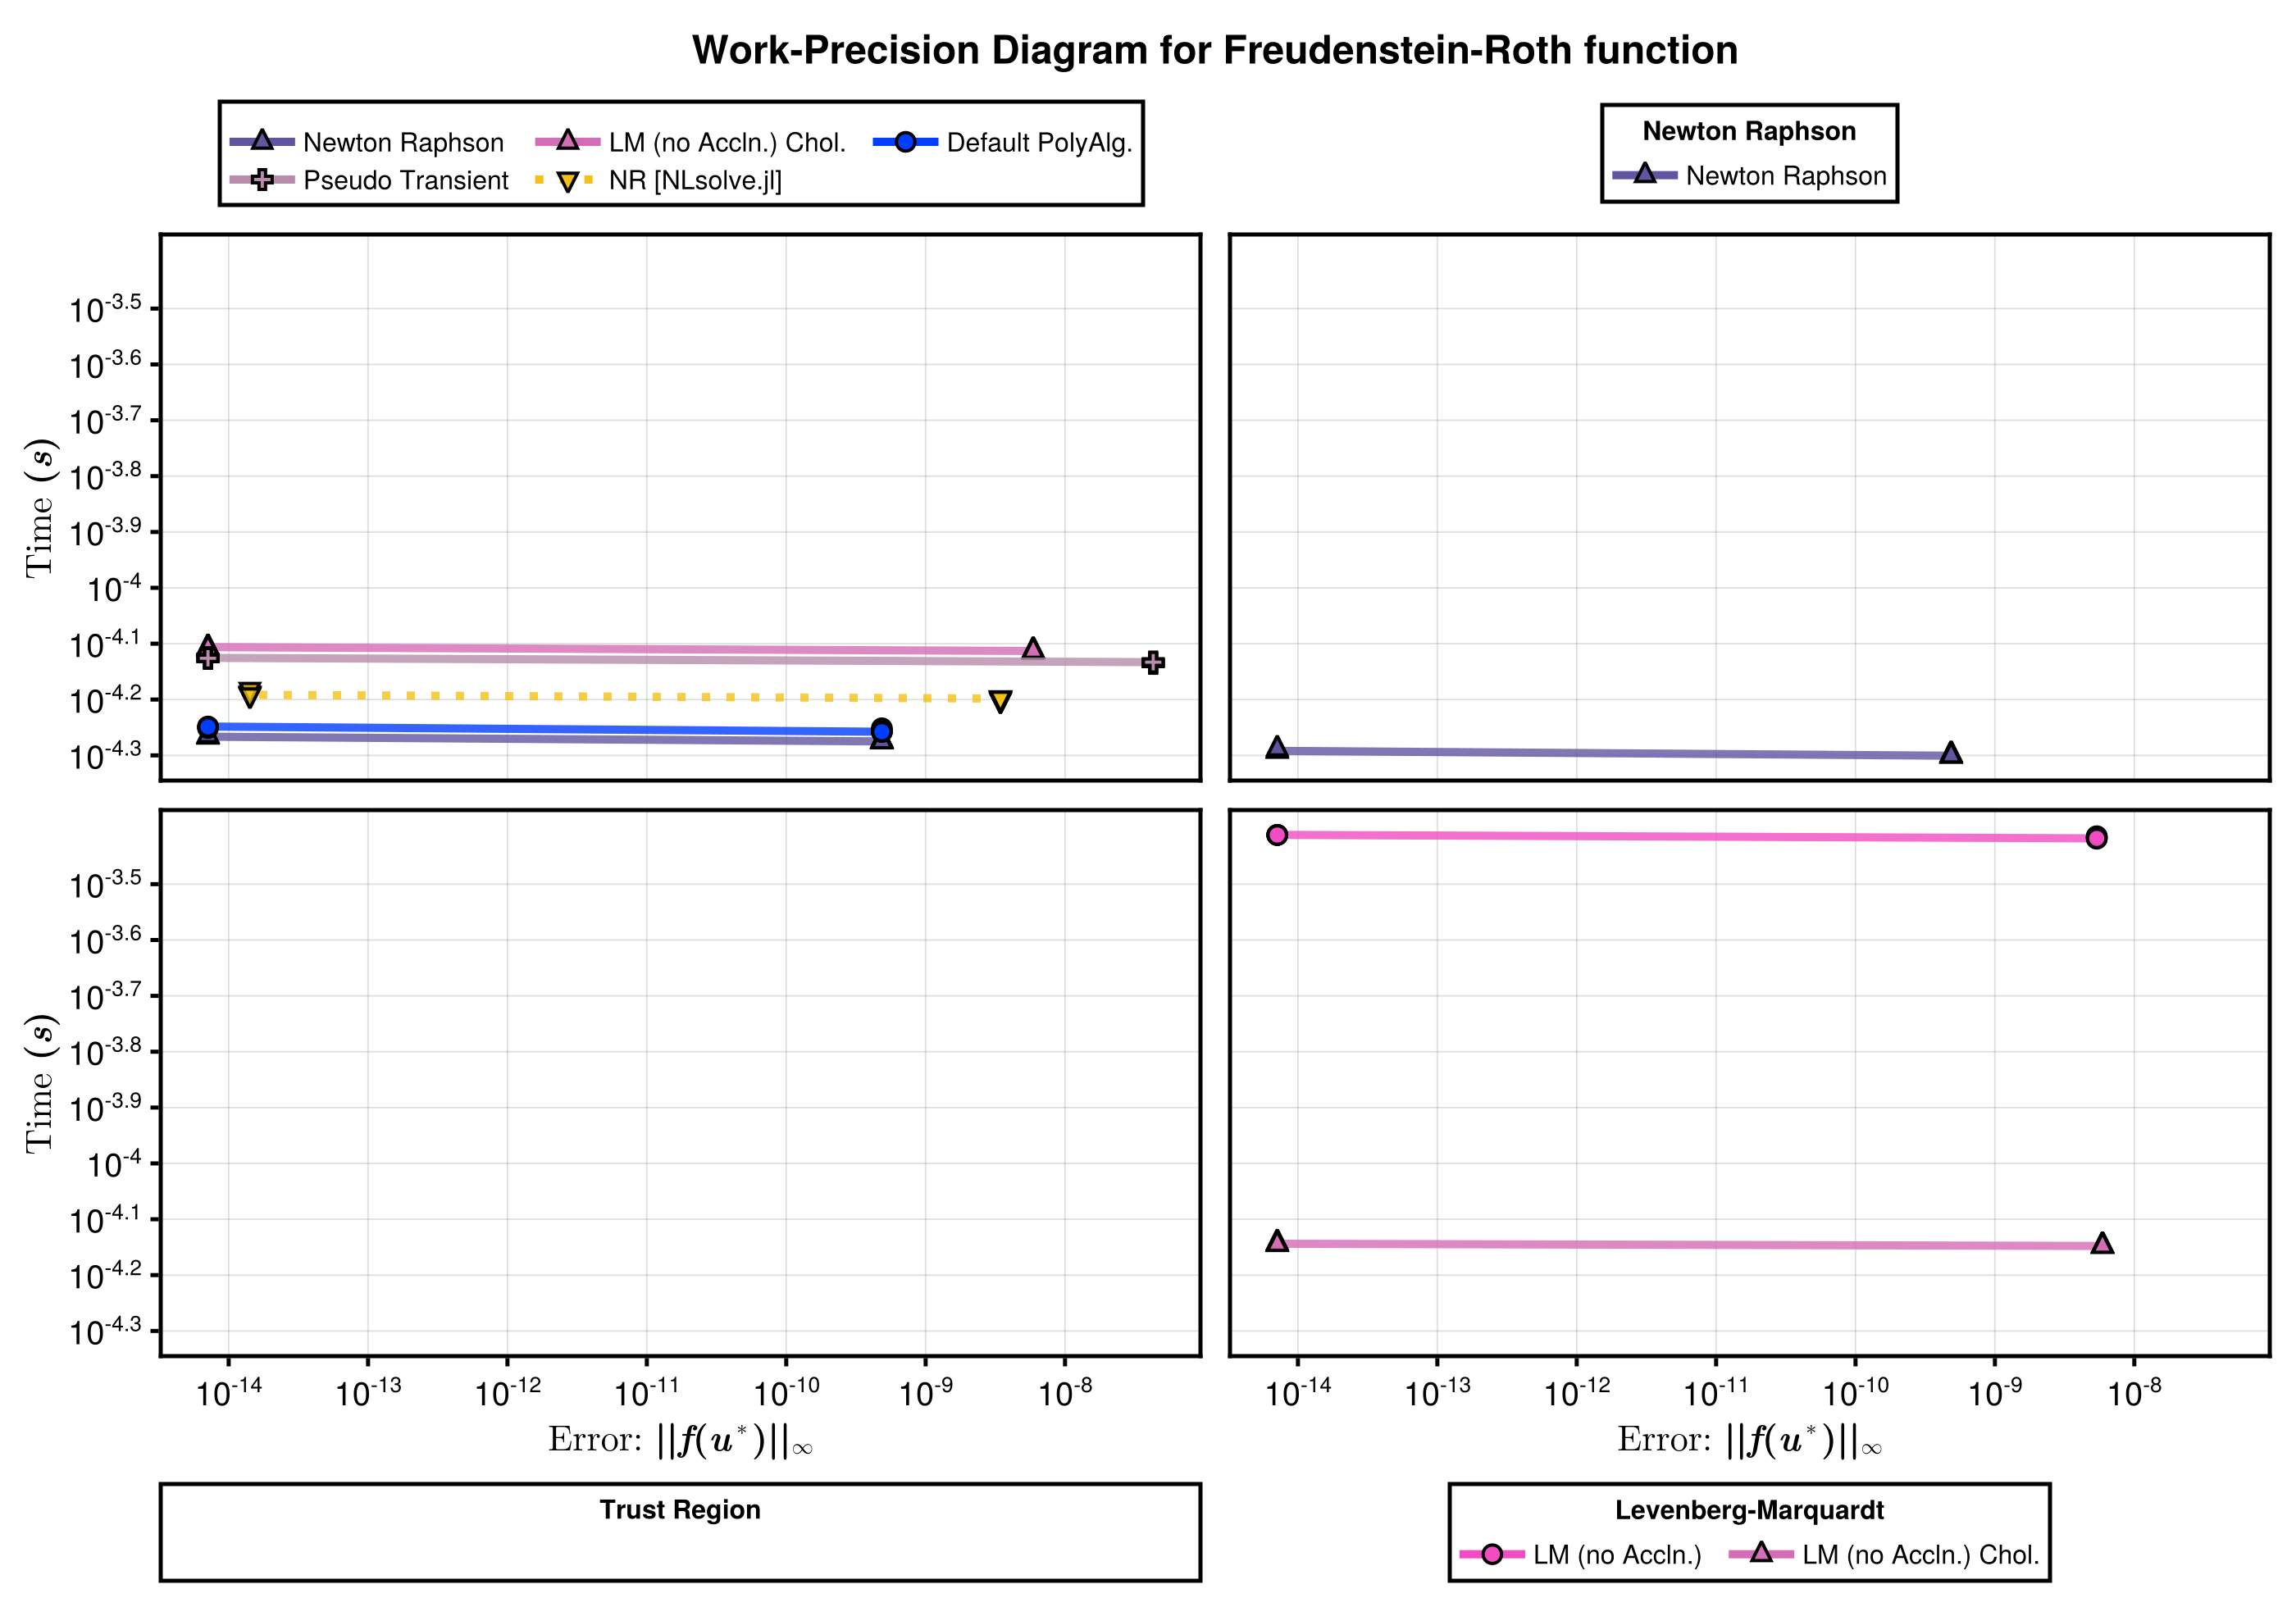 Work-Precision Diagram for Freudenstein-Roth function
Newton Raphson
LM (no Accln.) Chol.
Default PolyAlg.
Pseudo Transient
NR [NLsolve.jl]
Newton Raphson
Newton Raphson
Time (s)
10^-3.5
10^-3.6
10^-3.7
10^-3.8
10^-3.9
10^-4
10^-4.1
10^-4.2
10^-4.3
Time (s)
10^-3.5
10^-3.6
10^-3.7
10^-3.8
10^-3.9
10^-4
10^-4.1
10^-4.2
10^-4.3
10^-14 10^-13 10^-12 10^-11 10^-10 10^-9 10^-8
10^-14 10^-13 10^-12 10^-11 10^-10 10^-9 10^-8
Error: ||f(u*)||∞
Error: ||f(u*)||∞
Trust Region
Levenberg-Marquardt
LM (no Accln.)
LM (no Accln.) Chol.